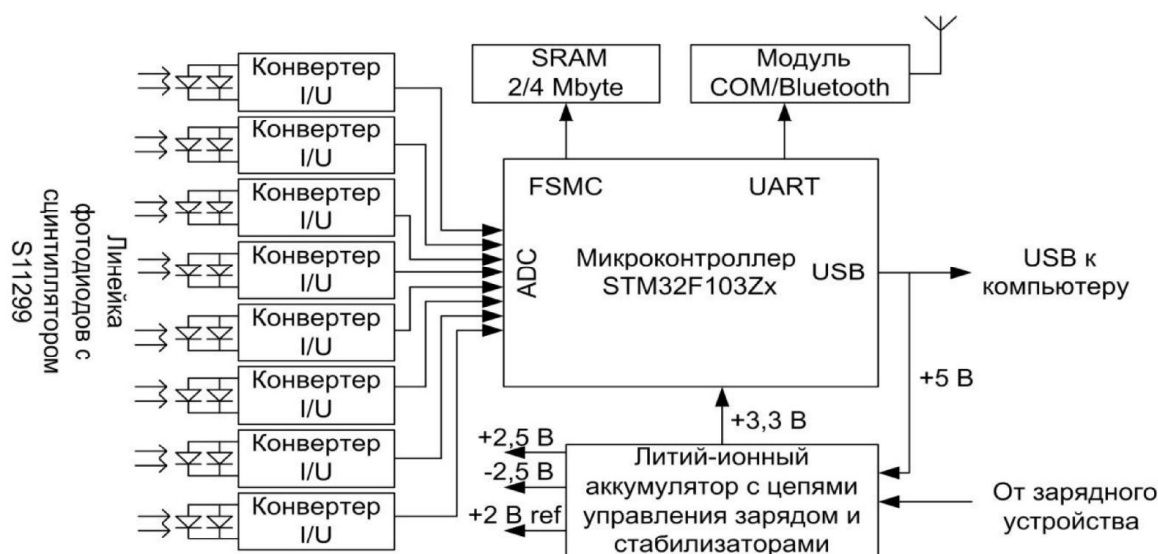 Линейка
фотодиодов с
сцинтиллятором
S11299
Конвертер
I/U
Конвертер
I/U
Конвертер
I/U
Конвертер
I/U
Конвертер
I/U
Конвертер
I/U
Конвертер
I/U
Конвертер
I/U
SRAM
2/4 Mbyte
Модуль
COM/Bluetooth
FSMC
UART
ADC
Микроконтроллер
STM32F103Zx
USB
USB к
компьютеру
+5 В
+3,3 В
+2,5 В
-2,5 В
+2 В ref
Литий-ионный
аккумулятор с цепями
управления зарядом и
стабилизаторами
От зарядного
устройства